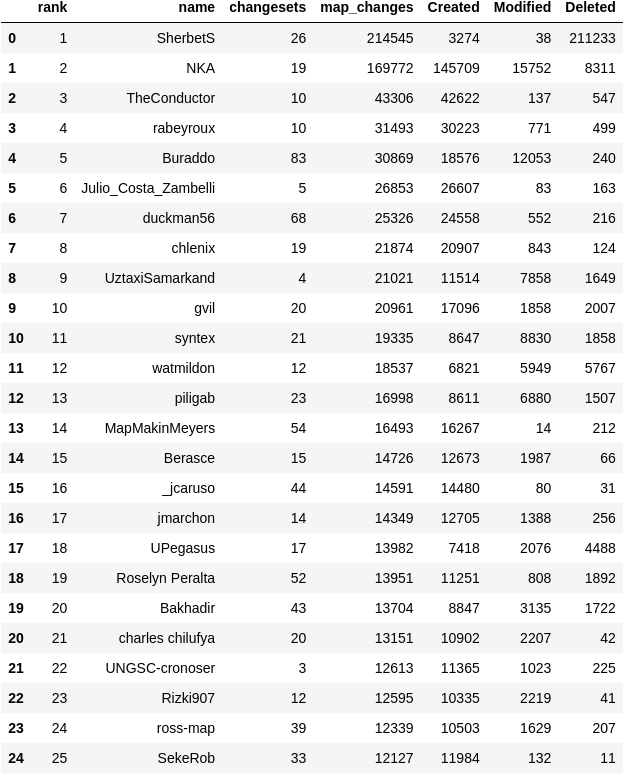 rank name changesets map_changes Created Modified Deleted
0 1 SherbetS 26 214545 3274 38 211233
1 2 NKA 19 169772 145709 15752 8311
2 3 TheConductor 10 43306 42622 137 547
3 4 rabeyroux 10 31493 30223 771 499
4 5 Buraddo 83 30869 18576 12053 240
5 6 Julio_Costa_Zambelli 5 26853 26607 83 163
6 7 duckman56 68 25326 24558 552 216
7 8 chlenix 19 21874 20907 843 124
8 9 UztaxiSamarkand 4 21021 11514 7858 1649
9 10 gvil 20 20961 17096 1858 2007
10 11 syntex 21 19335 8647 8830 1858
11 12 watmildon 12 18537 6821 5949 5767
12 13 piligab 23 16998 8611 6880 1507
13 14 MapMakinMeyers 54 16493 16267 14 212
14 15 Berasce 15 14726 12673 1987 66
15 16 _jcaruso 44 14591 14480 80 31
16 17 jmarchon 14 14349 12705 1388 256
17 18 UPegasus 17 13982 7418 2076 4488
18 19 Roselyn Peralta 52 13951 11251 808 1892
19 20 Bakhadir 43 13704 8847 3135 1722
20 21 charles chilufya 20 13151 10902 2207 42
21 22 UNGSC-cronoser 3 12613 11365 1023 225
22 23 Rizki907 12 12595 10335 2219 41
23 24 ross-map 39 12339 10503 1629 207
24 25 SekeRob 33 12127 11984 132 11